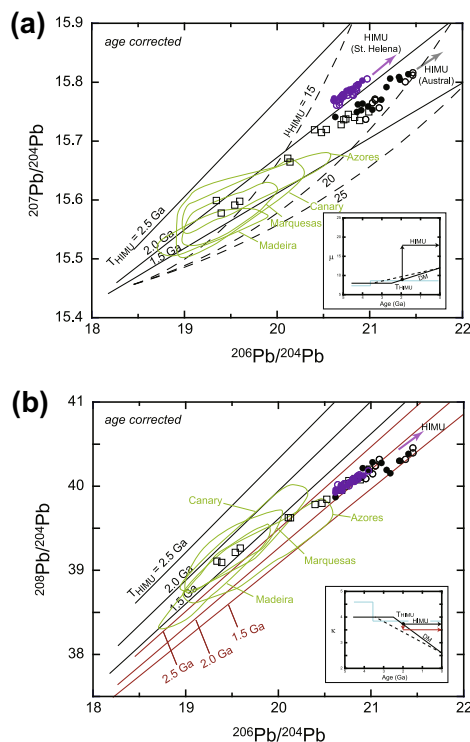 (a)
15.9
15.8
15.7
15.6
15.5
15.4
207Pb/204Pb
age corrected
HIMU
(St. Helena)
HIMU
(Austral)
μHIMU = 15
20
25
THIMU = 2.5 Ga
2.0 Ga
1.5 Ga
Azores
Canary
Marquesas
Madeira
μ
25
20
15
10
5
HIMU
DM
THIMU
Age (Ga)
18
19
20
21
22
206Pb/204Pb
(b)
41
40
39
38
208Pb/204Pb
age corrected
HIMU
Canary
THIMU = 2.5 Ga
2.0 Ga
1.5 Ga
Azores
Marquesas
Madeira
2.5 Ga
2.0 Ga
1.5 Ga
κ
THIMU
HIMU
DM
Age (Ga)
18
19
20
21
22
206Pb/204Pb